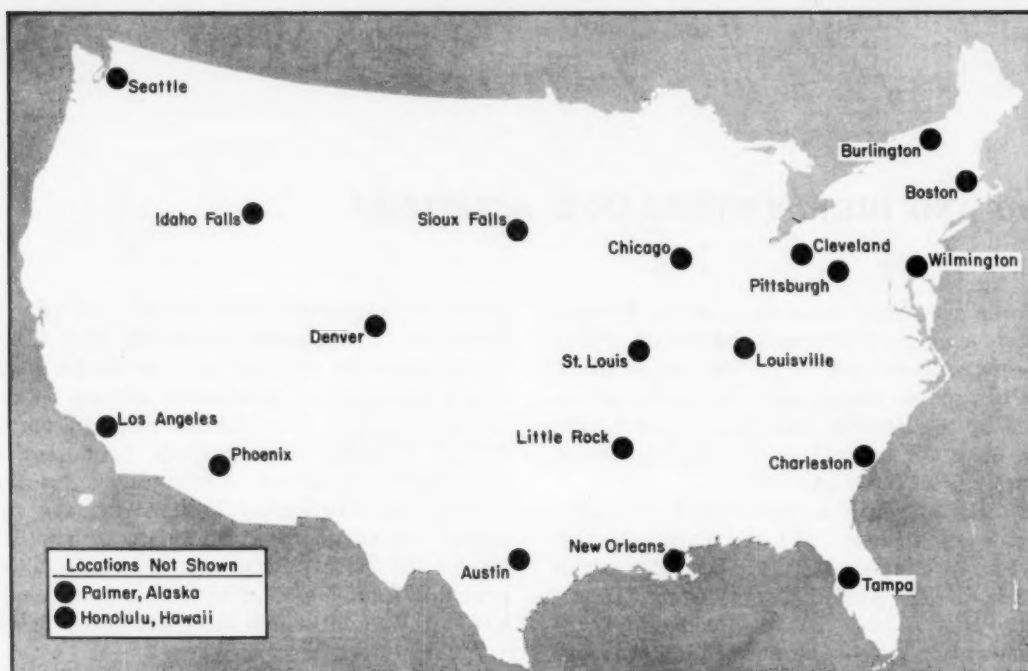 Seattle
Burlington
Boston
Idaho Falls
Sioux Falls
Chicago
Cleveland
Wilmington
Pittsburgh
Denver
St. Louis
Louisville
Los Angeles
Phoenix
Little Rock
Charleston
New Orleans
Austin
Tampa
Locations Not Shown
Palmer, Alaska
Honolulu, Hawaii